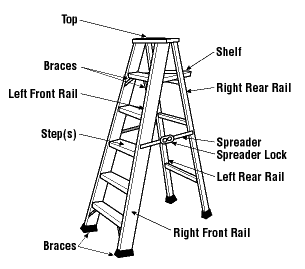 Top
Shelf
Braces
Right Rear Rail
Left Front Rail
Step(s)
Spreader
Spreader Lock
Left Rear Rail
Right Front Rail
Braces